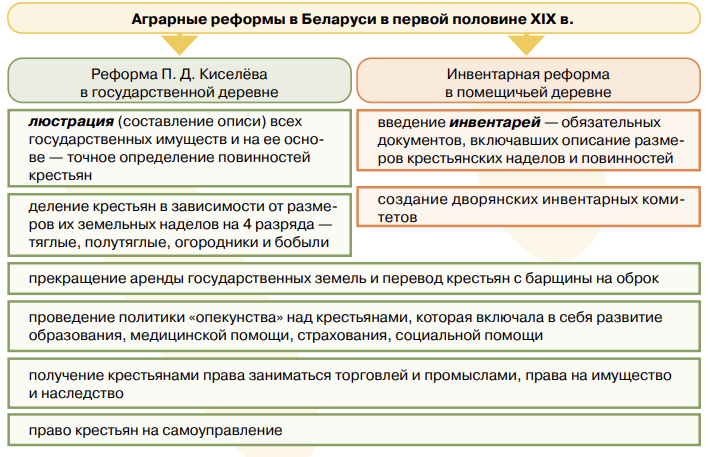 Аграрные реформы в Беларуси в первой половине XIX в.
Реформа П. Д. Киселёва
в государственной деревне
Инвентарная реформа
в помещичьей деревне
люстрация (составление описи) всех
государственных имуществ и на ее осно-
ве — точное определение повинностей
крестьян
введение инвентарей — обязательных
документов, включавших описание разме-
ров крестьянских наделов и повинностей
деление крестьян в зависимости от разме-
ров их земельных наделов на 4 разряда —
тяглые, полутяглые, огородники и бобыли
создание дворянских инвентарных коми-
тетов
прекращение аренды государственных земель и перевод крестьян с барщины на оброк
проведение политики «опекунства» над крестьянами, которая включала в себя развитие
образования, медицинской помощи, страхования, социальной помощи
получение крестьянами права заниматься торговлей и промыслами, права на имущество
и наследство
право крестьян на самоуправление